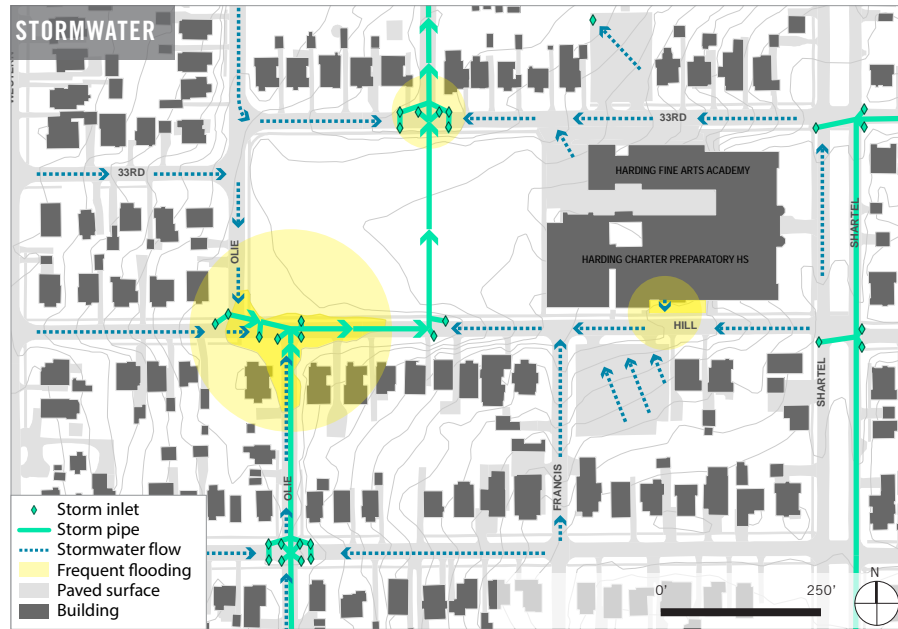 STORMWATER
33RD
HARDING FINE ARTS ACADEMY
33RD
OLIE
SHARTEL
HARDING CHARTER PREPARATORY HS
HILL
SHARTEL
OLIE
FRANCIS
Storm inlet
Storm pipe
Stormwater flow
Frequent flooding
Paved surface
Building
0'
250'
N